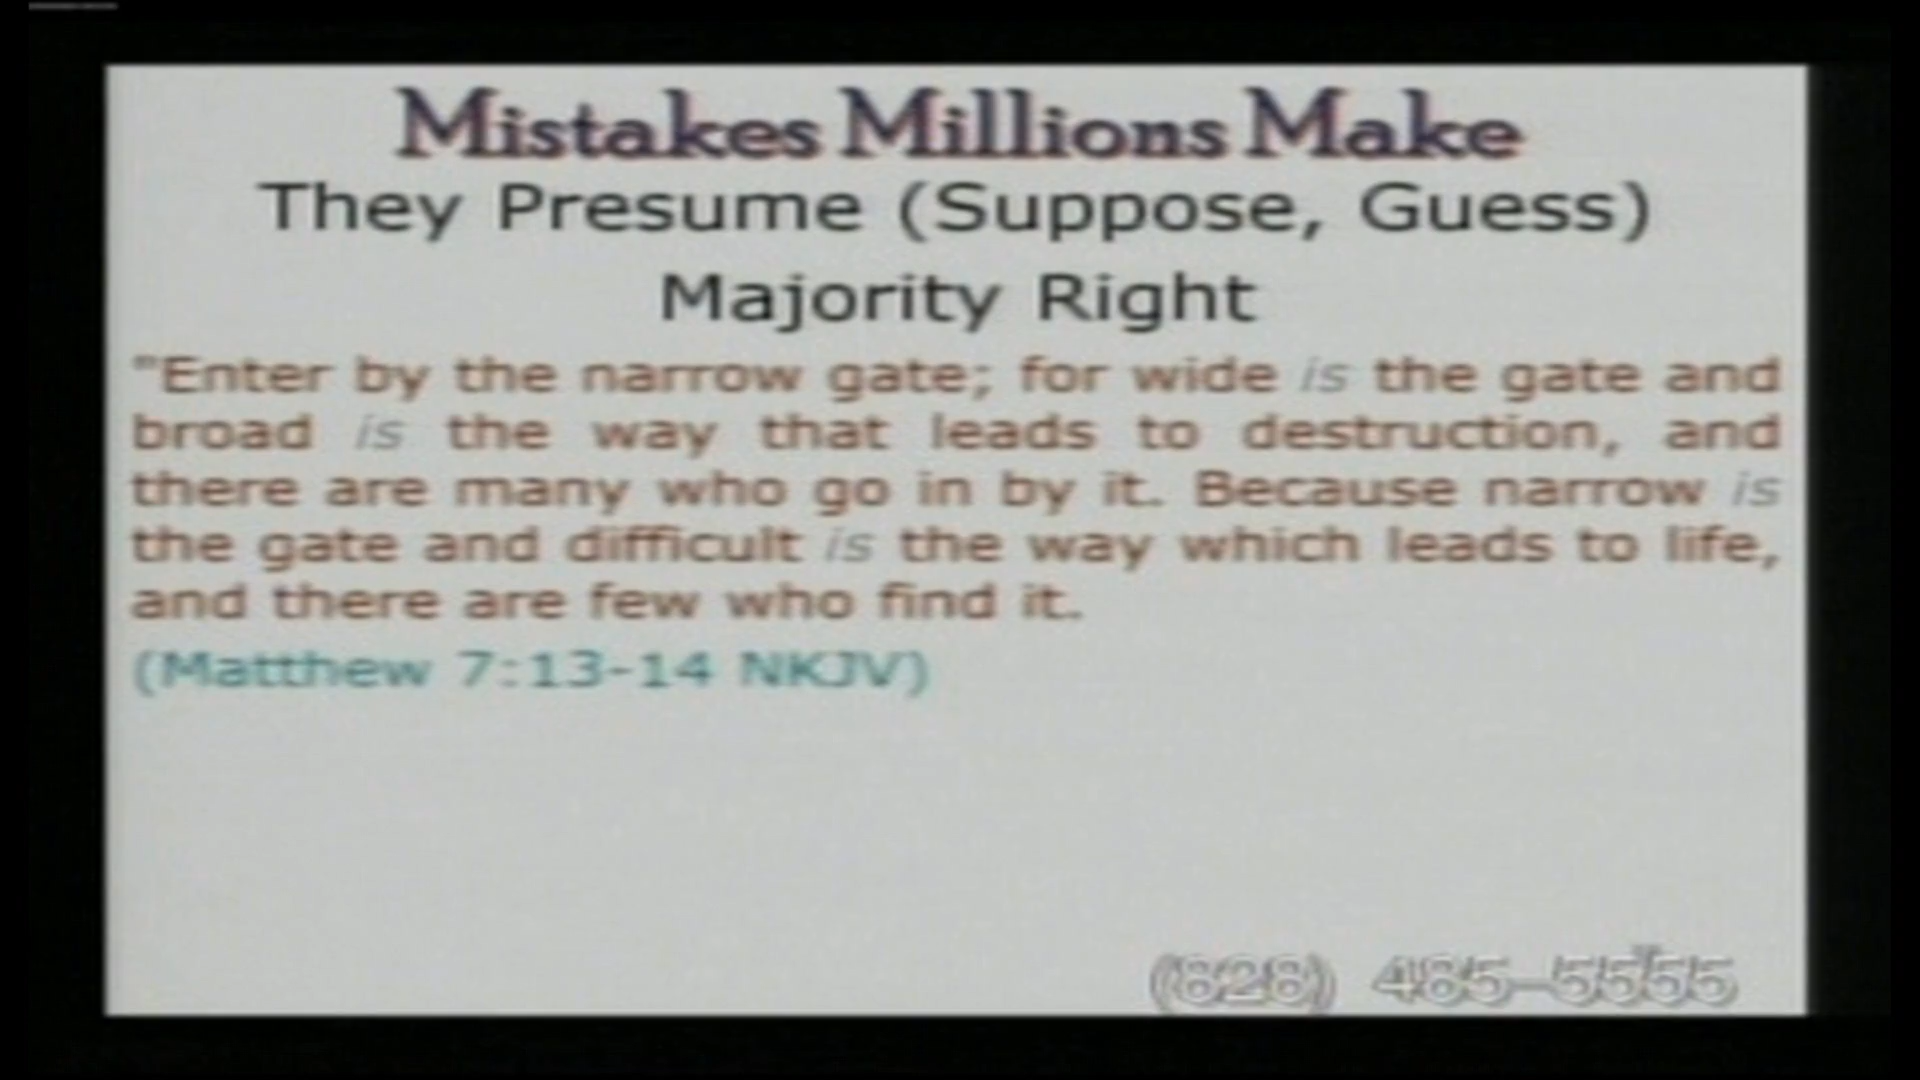 Mistakes Millions Make
They Presume (Suppose, Guess)
Majority Right
"Enter by the narrow gate; for wide is the gate and
broad is the way that leads to destruction, and
there are many who go in by it. Because narrow is
the gate and difficult is the way which leads to life,
and there are few who find it.
(Matthew 7:13-14 NKJV)
(828) 485-5555